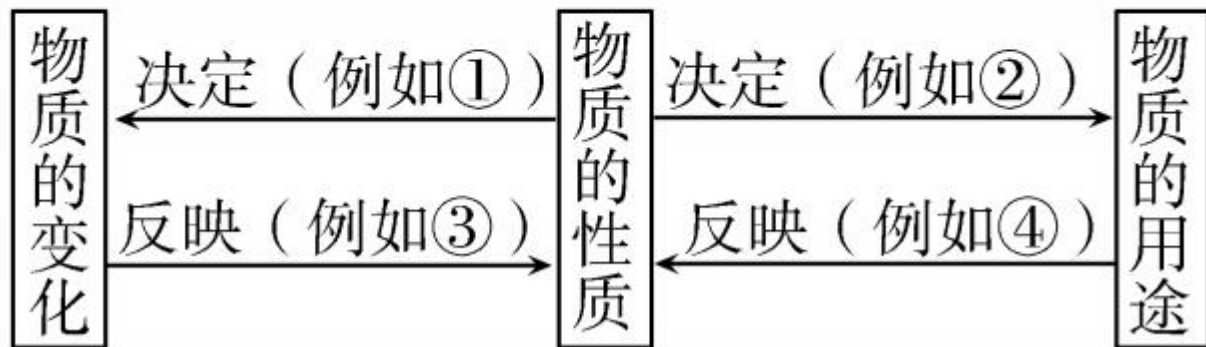 物质的变化
决定（例如①）
反映（例如③）
物质的性质
决定（例如②）
反映（例如④）
物质的用途